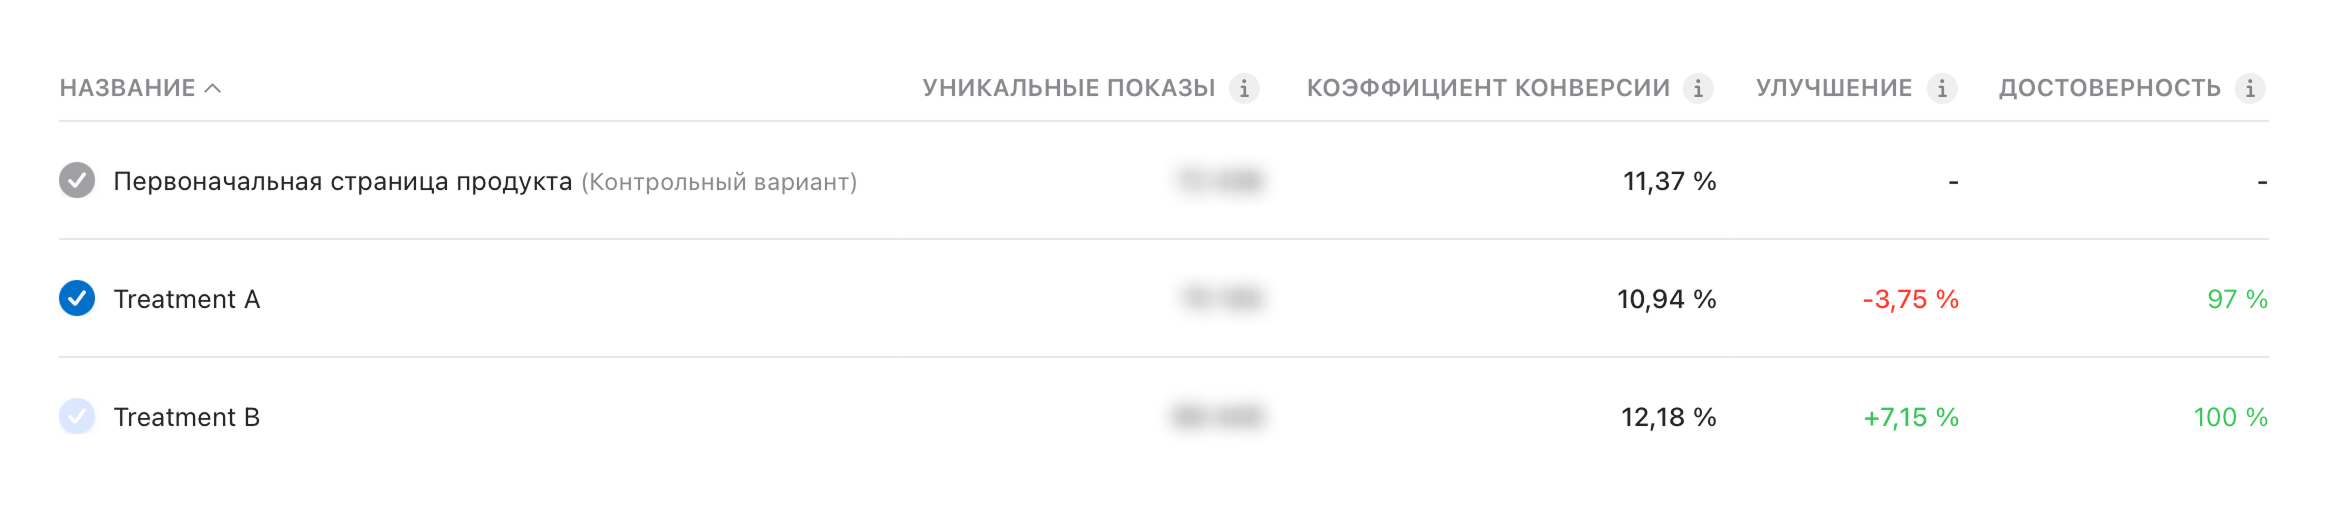 НАЗВАНИЕ УНИКАЛЬНЫЕ ПОКАЗЫ i КОЭФФИЦИЕНТ КОНВЕРСИИ i УЛУЧШЕНИЕ i ДОСТОВЕРНОСТЬ i
Первоначальная страница продукта (Контрольный вариант) 11,37 % - -
Treatment A 10,94 % -3,75 % 97 %
Treatment B 12,18 % +7,15 % 100 %